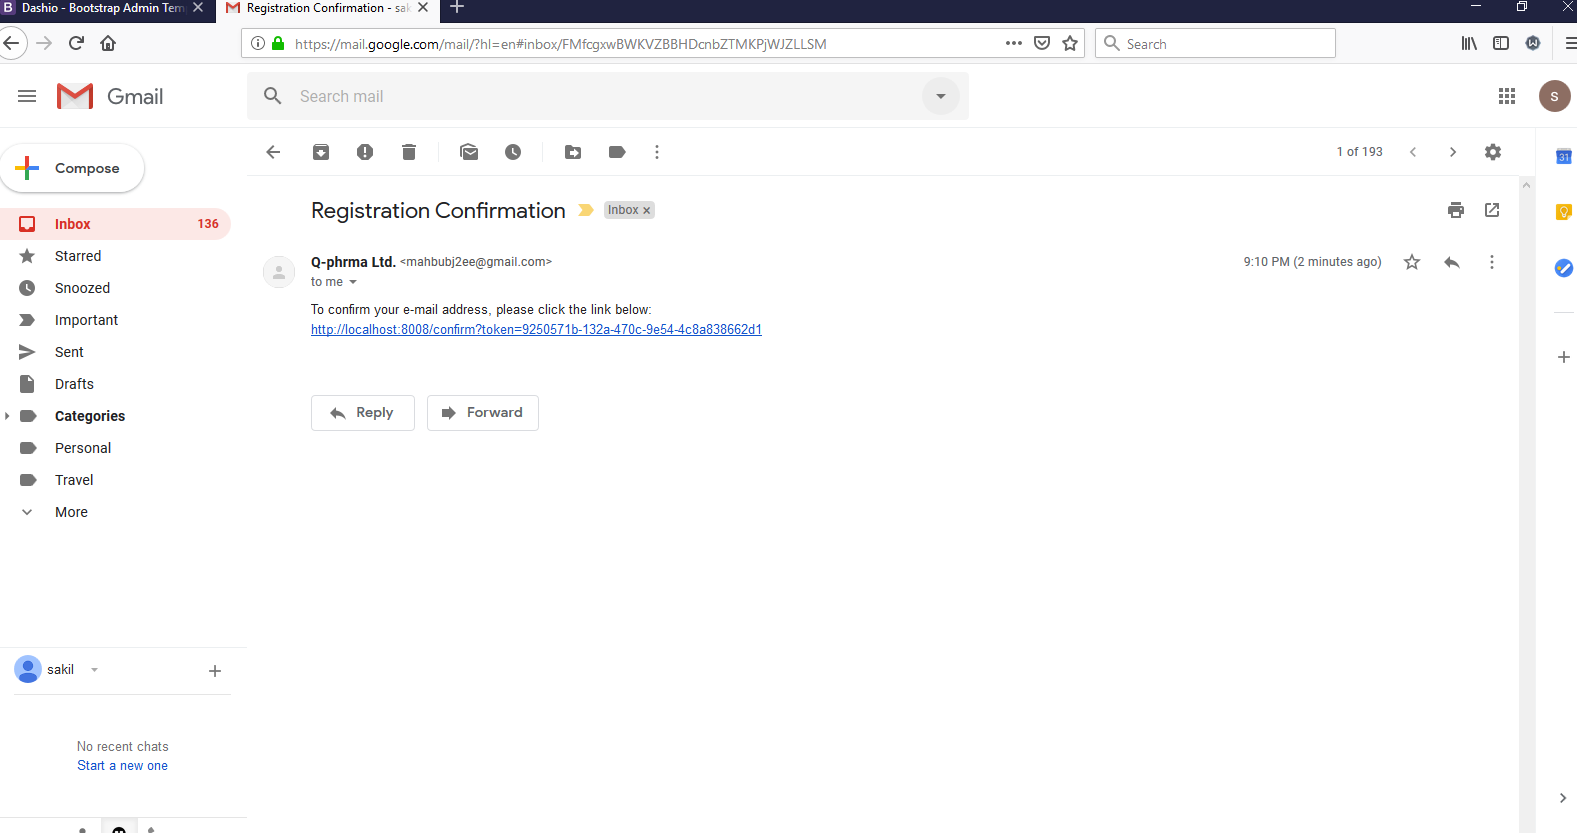 B Dashio - Bootstrap Admin Tem
Registration Confirmation - sak
https://mail.google.com/mail/?hl=en#inbox/FMfcgxwBWKVZBBHDcnbZTMKPjWJZLLSM
Search
Gmail
Search mail
S
Compose
1 of 193
31
Inbox 136
Starred
Snoozed
Important
Sent
Drafts
Categories
Personal
Travel
More
Registration Confirmation
Inbox x
Q-phrma Ltd. <mahbubj2ee@gmail.com>
9:10 PM (2 minutes ago)
to me
To confirm your e-mail address, please click the link below:
http://localhost:8008/confirm?token=9250571b-132a-470c-9e54-4c8a838662d1
Reply
Forward
sakil
No recent chats
Start a new one